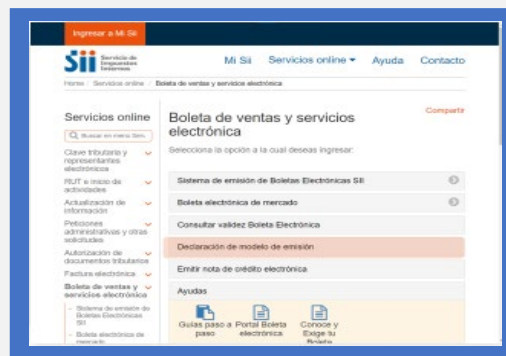 Ingresar a Mi Sii
Sii Servicio de
Impuestos
Internos
Mi Sii Servicios online Ayuda Contacto
Home / Servicios online / Boleta de ventas y servicios electrónica
Servicios online
Buscar en menú Serv.
Clave tributaria y
representantes
electrónicos
RUT e inicio de
actividades
Actualización de
información
Peticiones
administrativas y otras
solicitudes
Autorización de
documentos tributarios
Factura electrónica
Boleta de ventas y
servicios electrónica
- Sistema de emisión de
Boletas Electrónicas
SII
- Boleta electrónica de
mercado
Boleta de ventas y servicios
electrónica
Compartir
Selecciona la opción a la cual deseas ingresar:
Sistema de emisión de Boletas Electrónicas SII
Boleta electrónica de mercado
Consultar validez Boleta Electrónica
Declaración de modelo de emisión
Emitir nota de crédito electrónica
Ayudas
Guías paso a
paso
Portal Boleta
electrónica
Conoce y
Exige tu
Boleta